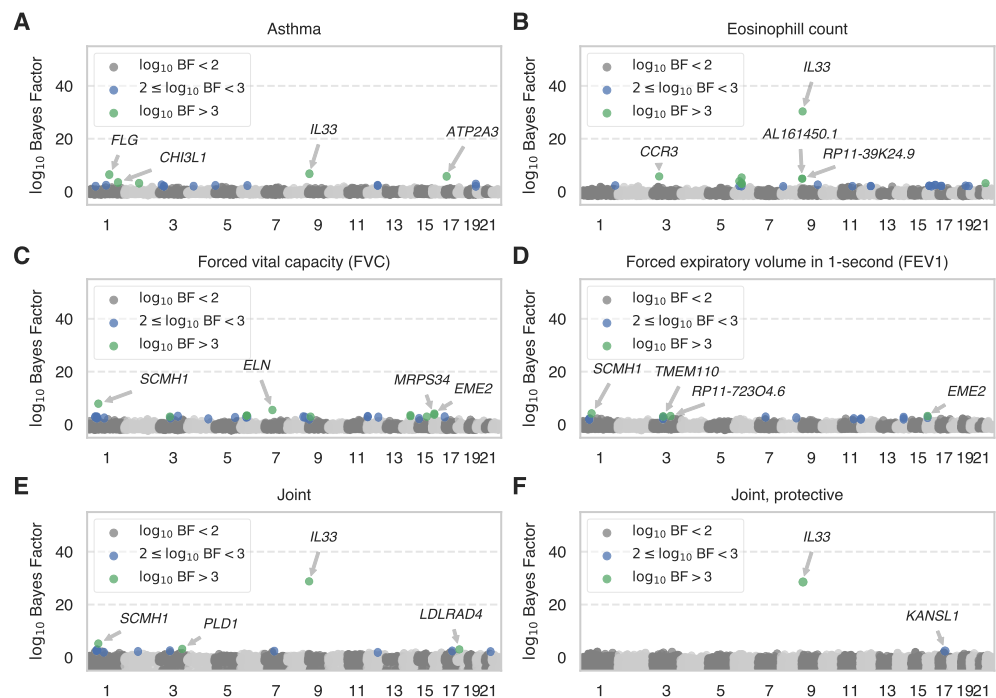 A
Asthma
log10 Bayes Factor
40
20
0
log10 BF < 2
2 ≤ log10 BF < 3
log10 BF > 3
FLG
CHI3L1
IL33
ATP2A3
1 3 5 7 9 11 13 15 17 19 21
B
Eosinophill count
log10 Bayes Factor
40
20
0
log10 BF < 2
2 ≤ log10 BF < 3
log10 BF > 3
IL33
AL161450.1
CCR3
RP11-39K24.9
1 3 5 7 9 11 13 15 17 19 21
C
Forced vital capacity (FVC)
log10 Bayes Factor
40
20
0
log10 BF < 2
2 ≤ log10 BF < 3
log10 BF > 3
SCMH1
ELN
MRPS34
EME2
1 3 5 7 9 11 13 15 17 19 21
D
Forced expiratory volume in 1-second (FEV1)
log10 Bayes Factor
40
20
0
log10 BF < 2
2 ≤ log10 BF < 3
log10 BF > 3
SCMH1
TMEM110
RP11-723O4.6
EME2
1 3 5 7 9 11 13 15 17 19 21
E
Joint
log10 Bayes Factor
40
20
0
log10 BF < 2
2 ≤ log10 BF < 3
log10 BF > 3
IL33
SCMH1
PLD1
LDLRAD4
1 3 5 7 9 11 13 15 17 19 21
F
Joint, protective
log10 Bayes Factor
40
20
0
log10 BF < 2
2 ≤ log10 BF < 3
log10 BF > 3
IL33
KANSL1
1 3 5 7 9 11 13 15 17 19 21